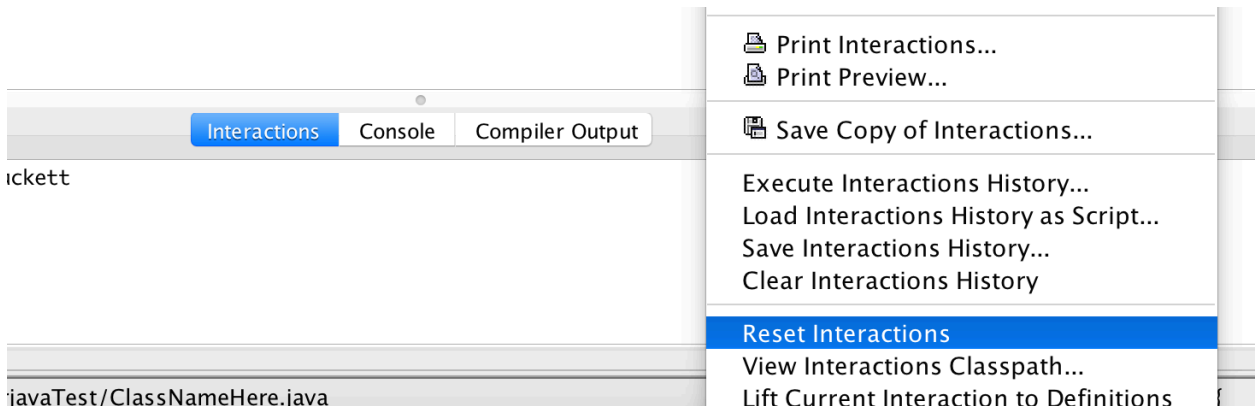 Print Interactions...
Print Preview...
Interactions Console Compiler Output
Save Copy of Interactions...
uckett
Execute Interactions History...
Load Interactions History as Script...
Save Interactions History...
Clear Interactions History
Reset Interactions
View Interactions Classpath...
javaTest/ClassNameHere.java
Lift Current Interaction to Definitions